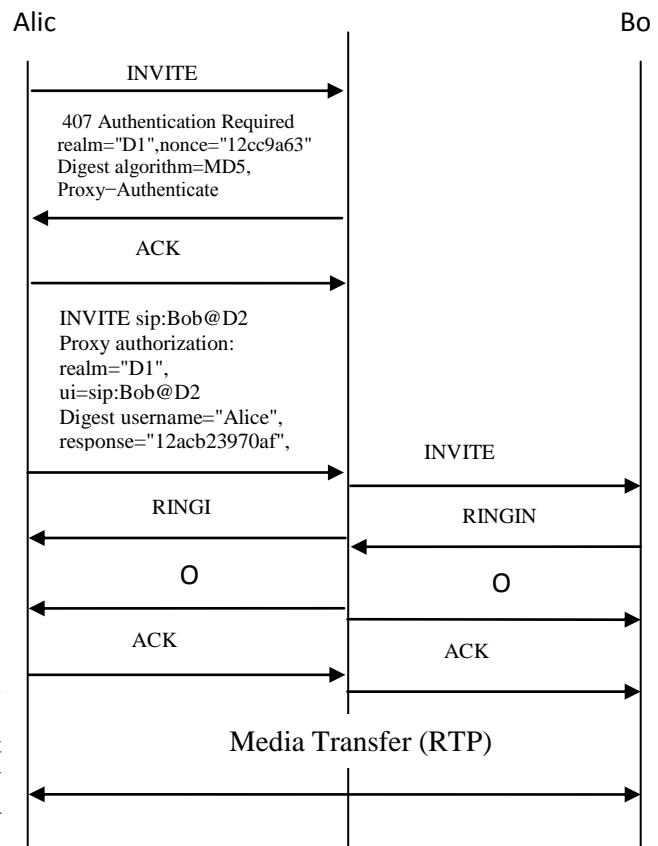 Alic
Bo
INVITE
407 Authentication Required
realm="D1",nonce="12cc9a63"
Digest algorithm=MD5,
Proxy−Authenticate
ACK
INVITE sip:Bob@D2
Proxy authorization:
realm="D1",
ui=sip:Bob@D2
Digest username="Alice",
response="12acb23970af",
INVITE
RINGI
RINGIN
O
O
ACK
ACK
Media Transfer (RTP)